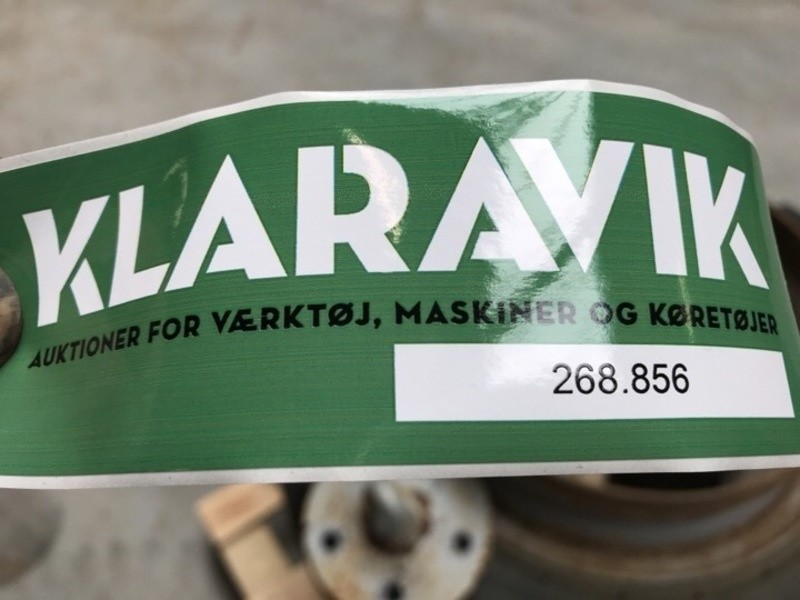 KLARAVIK
AUKTIONER FOR VÆRKTØJ, MASKINER OG KØRETØJER
268.856